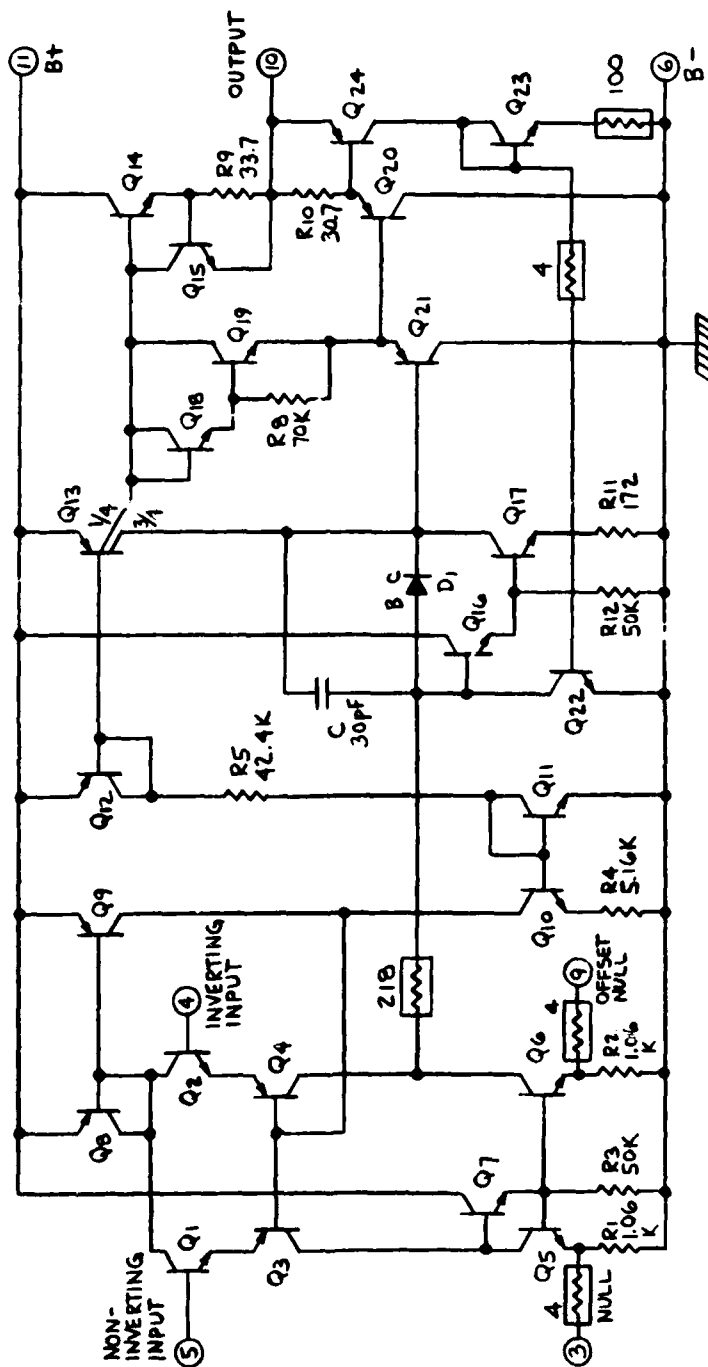 11
B+
OUTPUT
10
6
B-
Q14
R9
33.7
Q15
R10
30.7
Q24
Q20
Q23
100
4
Q19
Q18
R8
70K
Q21
Q13
1/4
3/4
Q17
B C
D1
Q16
R11
172
R12
50K
C
30pF
Q22
Q12
R5
42.4K
Q11
Q10
R4
5.16K
Q9
Q8
4
INVERTING
INPUT
Q2
Q4
218
9
OFFSET
NULL
4
Q6
R2
1.06
K
Q7
R3
50K
R1
1.06
K
Q5
Q3
Q1
NON-
INVERTING
INPUT
5
4
NULL
3